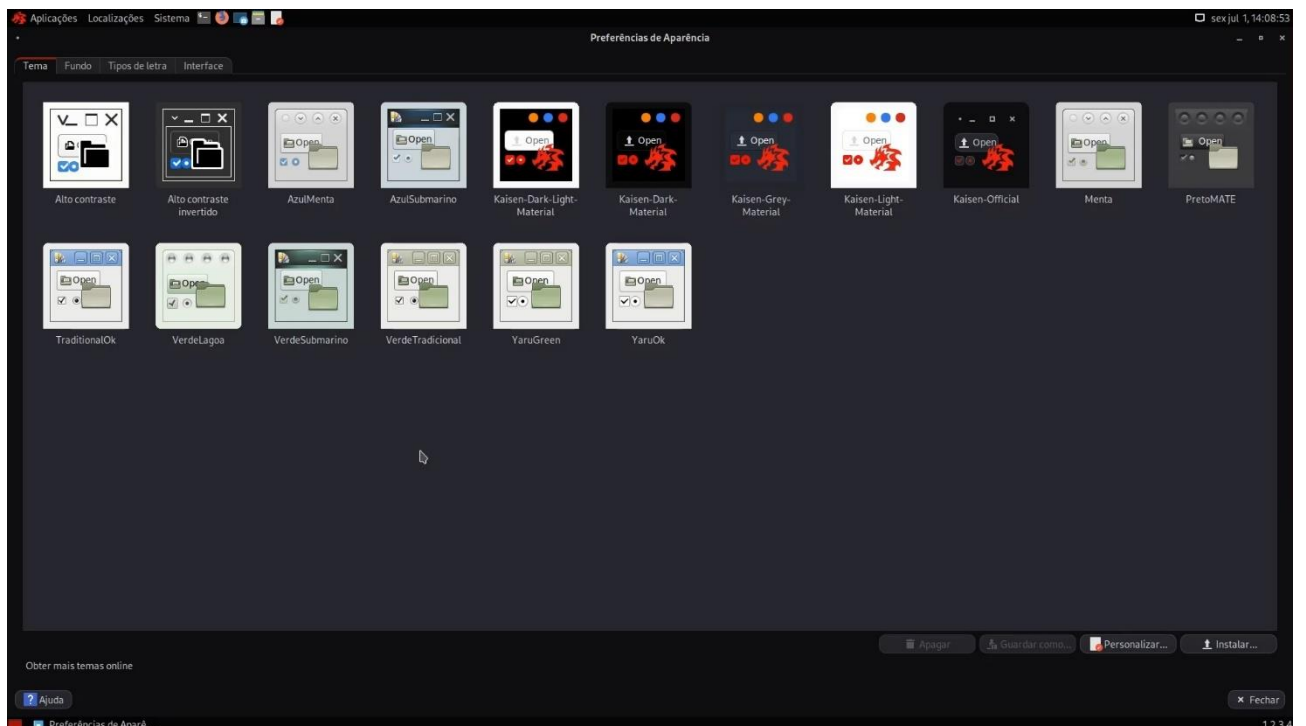 Aplicações Localizações Sistema sex jul 1, 14:08:53
Preferências de Aparência
Tema Fundo Tipos de letra Interface
Open Open Open Open Open Open Open Open Open
Alto contraste
Alto contraste
invertido
AzulMenta
AzulSubmarino
Kaisen-Dark-Light-
Material
Kaisen-Dark-
Material
Kaisen-Grey-
Material
Kaisen-Light-
Material
Kaisen-Official
Menta
PretoMATE
Open Open Open Open Open Open
TraditionalOk
VerdeLagoa
VerdeSubmarino
VerdeTradicional
YaruGreen
YaruOk
Apagar Guardar como... Personalizar... Instalar...
Obter mais temas online
? Ajuda Fechar
Preferências de Aparê... 1 2 3 4